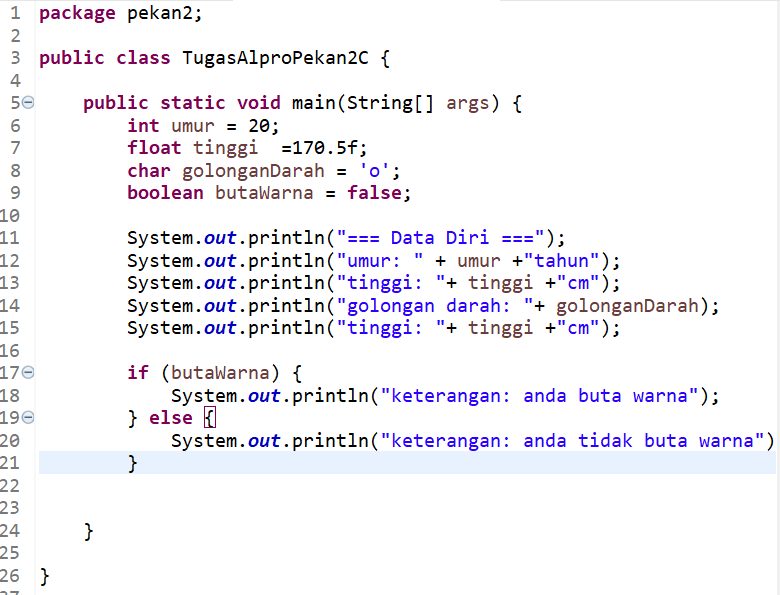 1 package pekan2;
2
3 public class TugasAlproPekan2C {
4
5     public static void main(String[] args) {
6         int umur = 20;
7         float tinggi  =170.5f;
8         char golonganDarah = 'o';
9         boolean butaWarna = false;
10
11         System.out.println("=== Data Diri ===");
12         System.out.println("umur: " + umur +"tahun");
13         System.out.println("tinggi: "+ tinggi +"cm");
14         System.out.println("golongan darah: "+ golonganDarah);
15         System.out.println("tinggi: "+ tinggi +"cm");
16
17         if (butaWarna) {
18             System.out.println("keterangan: anda buta warna");
19         } else {
20             System.out.println("keterangan: anda tidak buta warna")
21         }
22
23
24     }
25
26 }